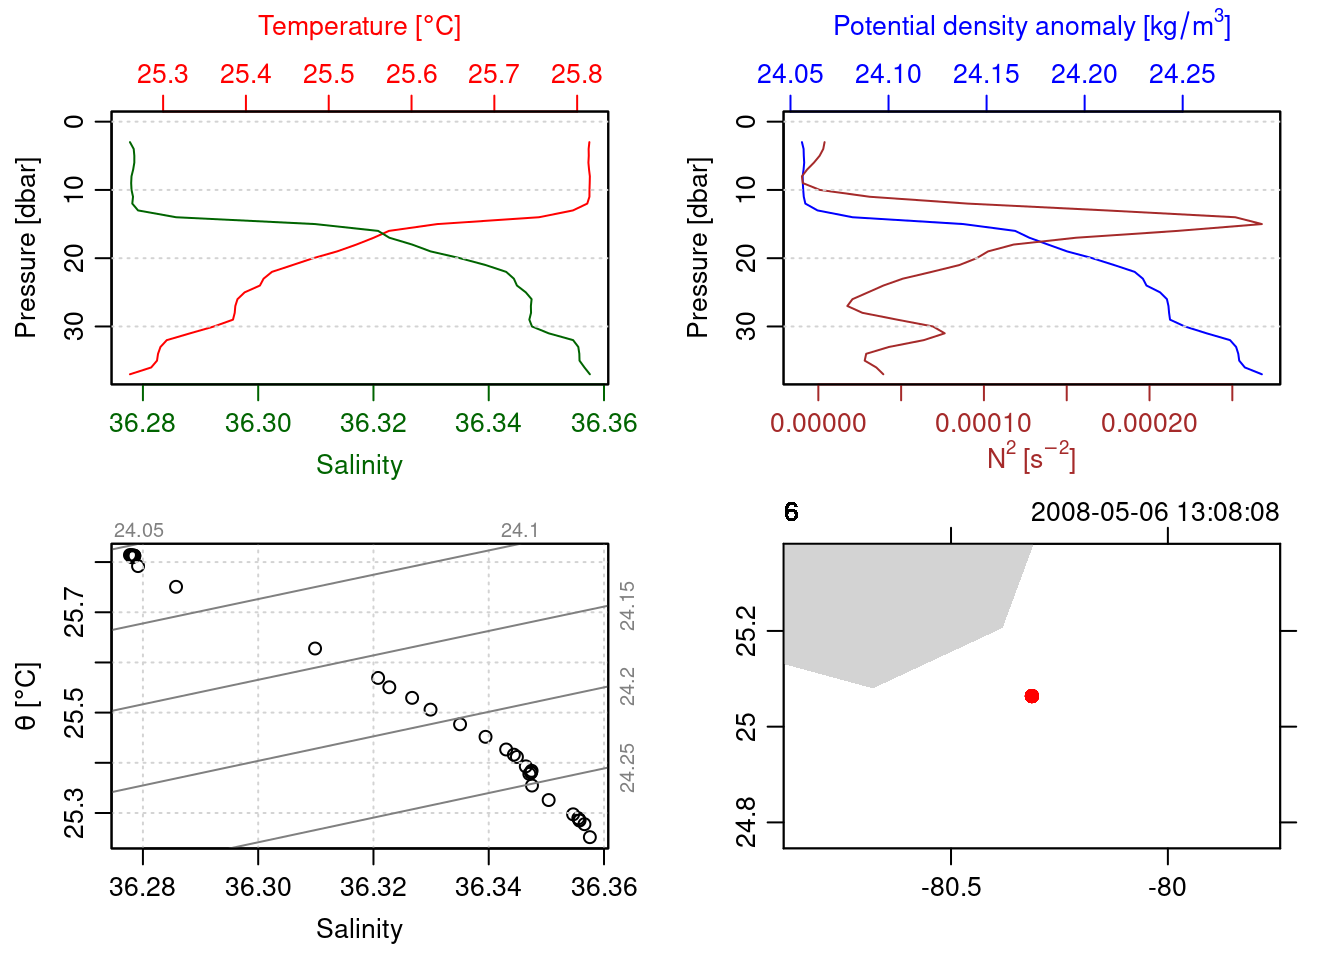 Temperature [°C]
25.3 25.4 25.5 25.6 25.7 25.8
Pressure [dbar]
0
10
20
30
36.28 36.30 36.32 36.34 36.36
Salinity
Potential density anomaly [kg/m³]
24.05 24.10 24.15 24.20 24.25
Pressure [dbar]
0
10
20
30
0.00000 0.00010 0.00020
N² [s⁻²]
24.05 24.1
24.15
24.2
24.25
θ [°C]
25.7
25.5
25.3
36.28 36.30 36.32 36.34 36.36
Salinity
6 2008-05-06 13:08:08
25.2
25
24.8
-80.5 -80